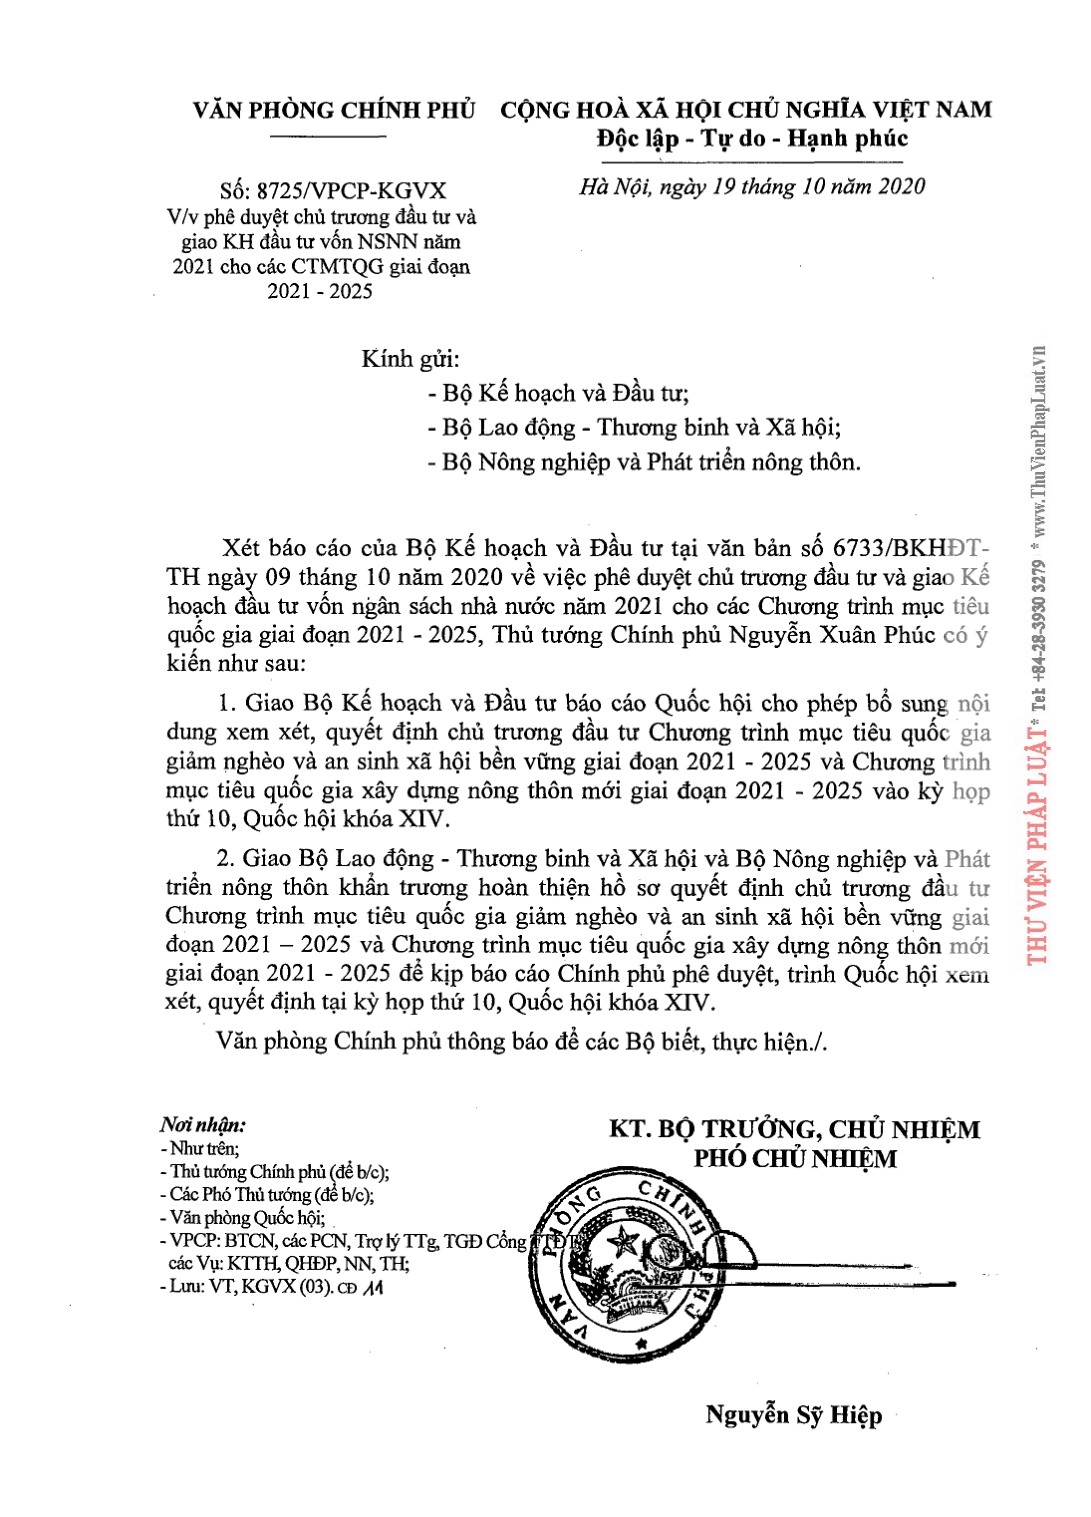 VĂN PHÒNG CHÍNH PHỦ
CỘNG HOÀ XÃ HỘI CHỦ NGHĨA VIỆT NAM
Độc lập - Tự do - Hạnh phúc
Số: 8725/VPCP-KGVX
V/v phê duyệt chủ trương đầu tư và
giao KH đầu tư vốn NSNN năm
2021 cho các CTMTQG giai đoạn
2021 - 2025
Hà Nội, ngày 19 tháng 10 năm 2020
Kính gửi:
- Bộ Kế hoạch và Đầu tư;
- Bộ Lao động - Thương binh và Xã hội;
- Bộ Nông nghiệp và Phát triển nông thôn.
Xét báo cáo của Bộ Kế hoạch và Đầu tư tại văn bản số 6733/BKHĐT-
TH ngày 09 tháng 10 năm 2020 về việc phê duyệt chủ trương đầu tư và giao Kế
hoạch đầu tư vốn ngân sách nhà nước năm 2021 cho các Chương trình mục tiêu
quốc gia giai đoạn 2021 - 2025, Thủ tướng Chính phủ Nguyễn Xuân Phúc có ý
kiến như sau:
1. Giao Bộ Kế hoạch và Đầu tư báo cáo Quốc hội cho phép bổ sung nội
dung xem xét, quyết định chủ trương đầu tư Chương trình mục tiêu quốc gia
giảm nghèo và an sinh xã hội bền vững giai đoạn 2021 - 2025 và Chương trình
mục tiêu quốc gia xây dựng nông thôn mới giai đoạn 2021 - 2025 vào kỳ họp
thứ 10, Quốc hội khóa XIV.
2. Giao Bộ Lao động - Thương binh và Xã hội và Bộ Nông nghiệp và Phát
triển nông thôn khẩn trương hoàn thiện hồ sơ quyết định chủ trương đầu tư
Chương trình mục tiêu quốc gia giảm nghèo và an sinh xã hội bền vững giai
đoạn 2021 – 2025 và Chương trình mục tiêu quốc gia xây dựng nông thôn mới
giai đoạn 2021 - 2025 để kịp báo cáo Chính phủ phê duyệt, trình Quốc hội xem
xét, quyết định tại kỳ họp thứ 10, Quốc hội khóa XIV.
Văn phòng Chính phủ thông báo để các Bộ biết, thực hiện./.
Nơi nhận:
- Như trên;
- Thủ tướng Chính phủ (để b/c);
- Các Phó Thủ tướng (để b/c);
- Văn phòng Quốc hội;
- VPCP: BTCN, các PCN, Trợ lý TTg, TGĐ Cổng TTĐT,
các Vụ: KTTH, QHĐP, NN, TH;
- Lưu: VT, KGVX (03). CĐ 11
KT. BỘ TRƯỞNG, CHỦ NHIỆM
PHÓ CHỦ NHIỆM
VĂN PHÒNG CHÍNH PHỦ
Nguyễn Sỹ Hiệp
THƯ VIỆN PHÁP LUẬT * Tel: +84-28-3930 3279 * www.ThuVienPhapLuat.vn